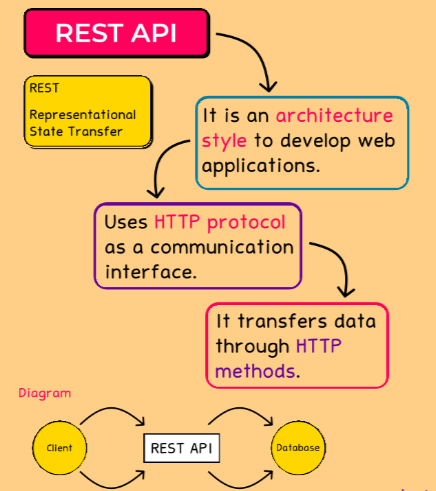 REST API
REST
Representational
State Transfer
It is an architecture
style to develop web
applications.
Uses HTTP protocol
as a communication
interface.
It transfers data
through HTTP
methods.
Diagram
Client
REST API
Database